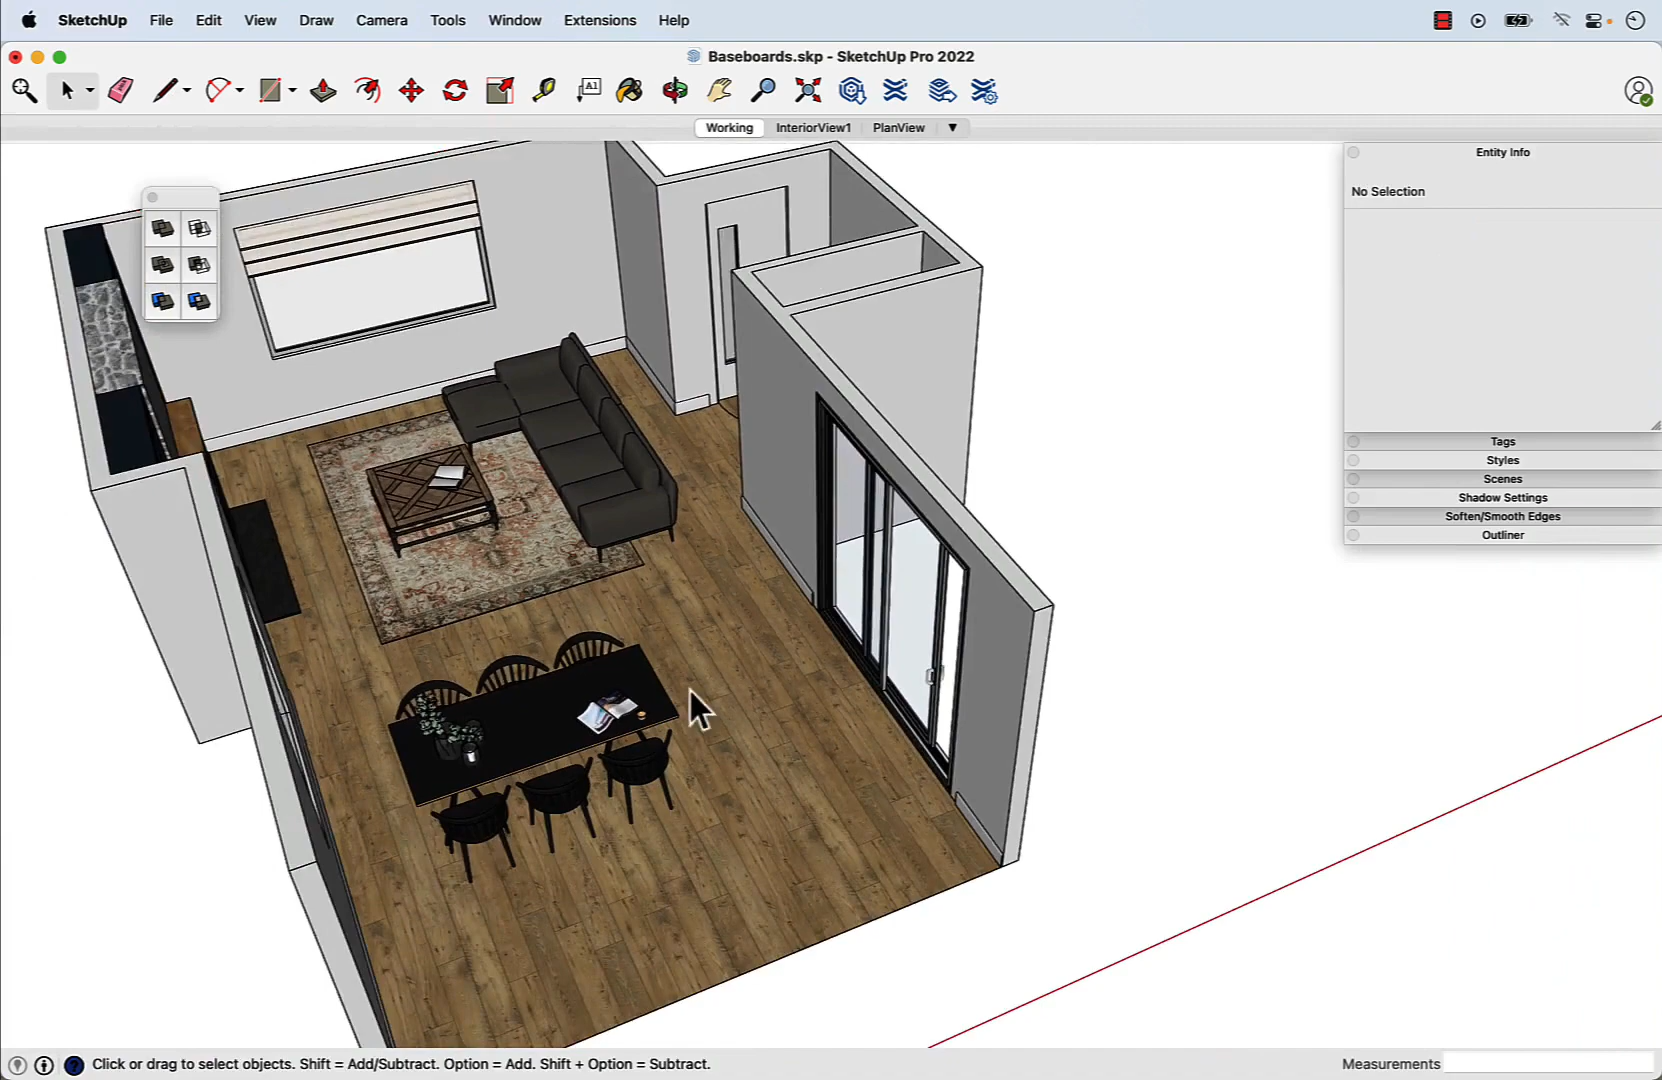 SketchUp File Edit View Draw Camera Tools Window Extensions Help
Baseboards.skp - SketchUp Pro 2022
A1
Working InteriorView1 PlanView
Entity Info
No Selection
Tags
Styles
Scenes
Shadow Settings
Soften/Smooth Edges
Outliner
Click or drag to select objects. Shift = Add/Subtract. Option = Add. Shift + Option = Subtract.
Measurements